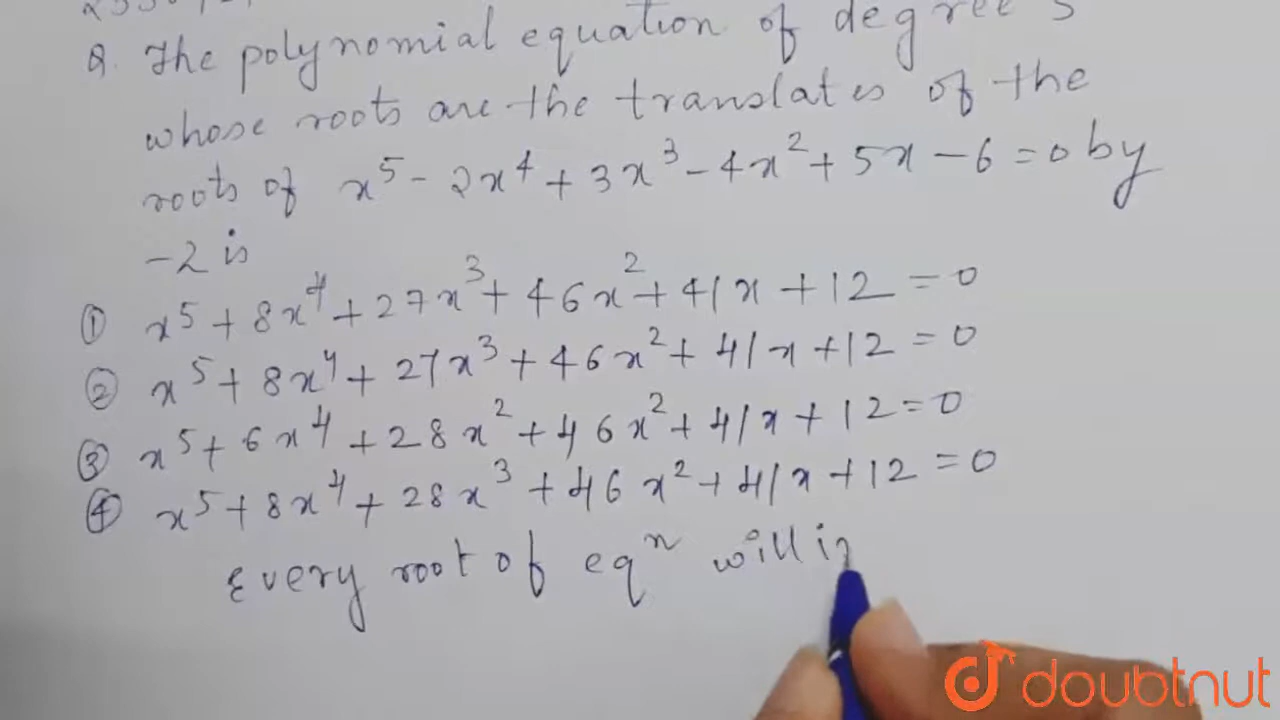 Q. The polynomial equation of degree 5
whose roots are the translates of the
roots of x⁵ - 2x⁴ + 3x³ - 4x² + 5x - 6 = 0 by
-2 is
① x⁵ + 8x⁴ + 27x³ + 46x² + 41x + 12 = 0
② x⁵ + 8x⁴ + 27x³ + 46x² + 41x + 12 = 0
③ x⁵ + 6x⁴ + 28x² + 46x² + 41x + 12 = 0
④ x⁵ + 8x⁴ + 28x³ + 46x² + 41x + 12 = 0
Every root of eqⁿ will
doubtnut